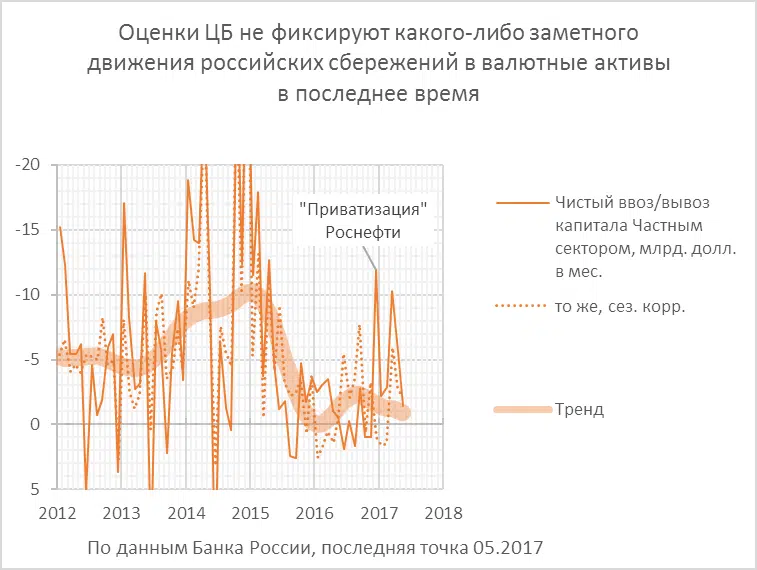 Оценки ЦБ не фиксируют какого-либо заметного
движения российских сбережений в валютные активы
в последнее время
-20
-15
-10
-5
0
5
2012
2013
2014
2015
2016
2017
2018
"Приватизация"
Роснефти
Чистый ввоз/вывоз
капитала Частным
сектором, млрд. долл.
в мес.
то же, сез. корр.
Тренд
По данным Банка России, последняя точка 05.2017